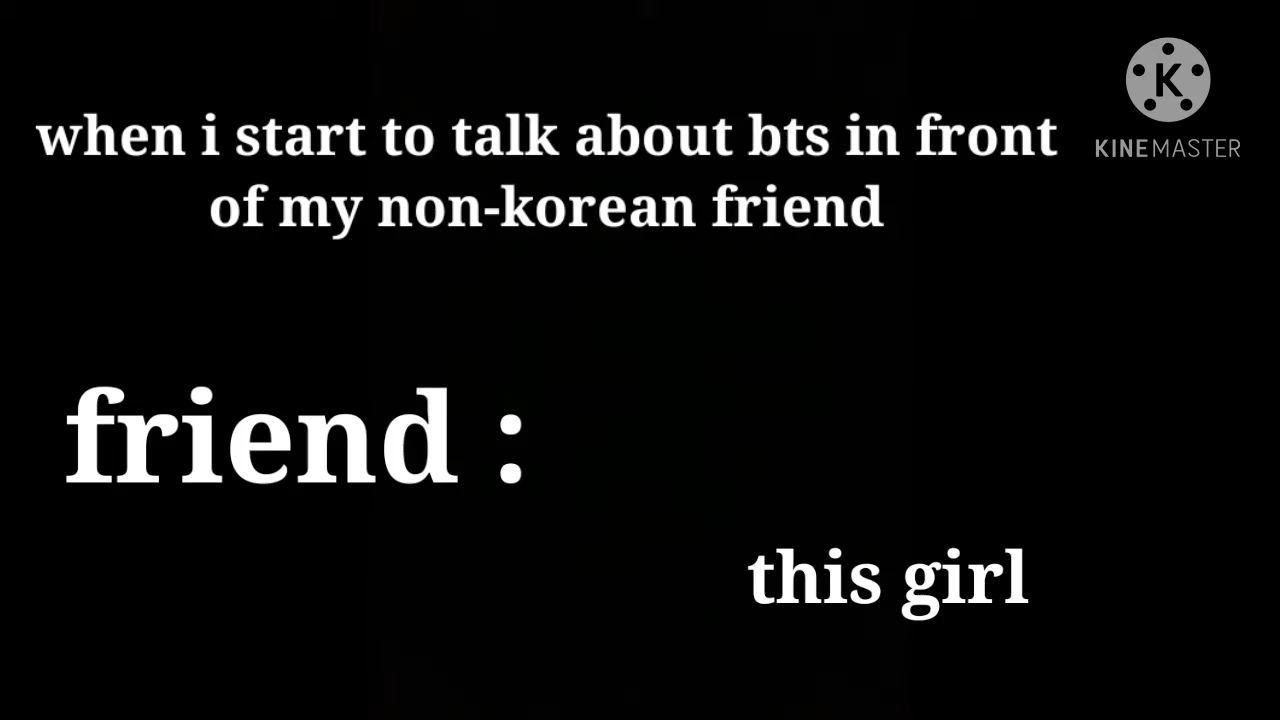 when i start to talk about bts in front
of my non-korean friend
K
KINEMASTER
friend :
this girl